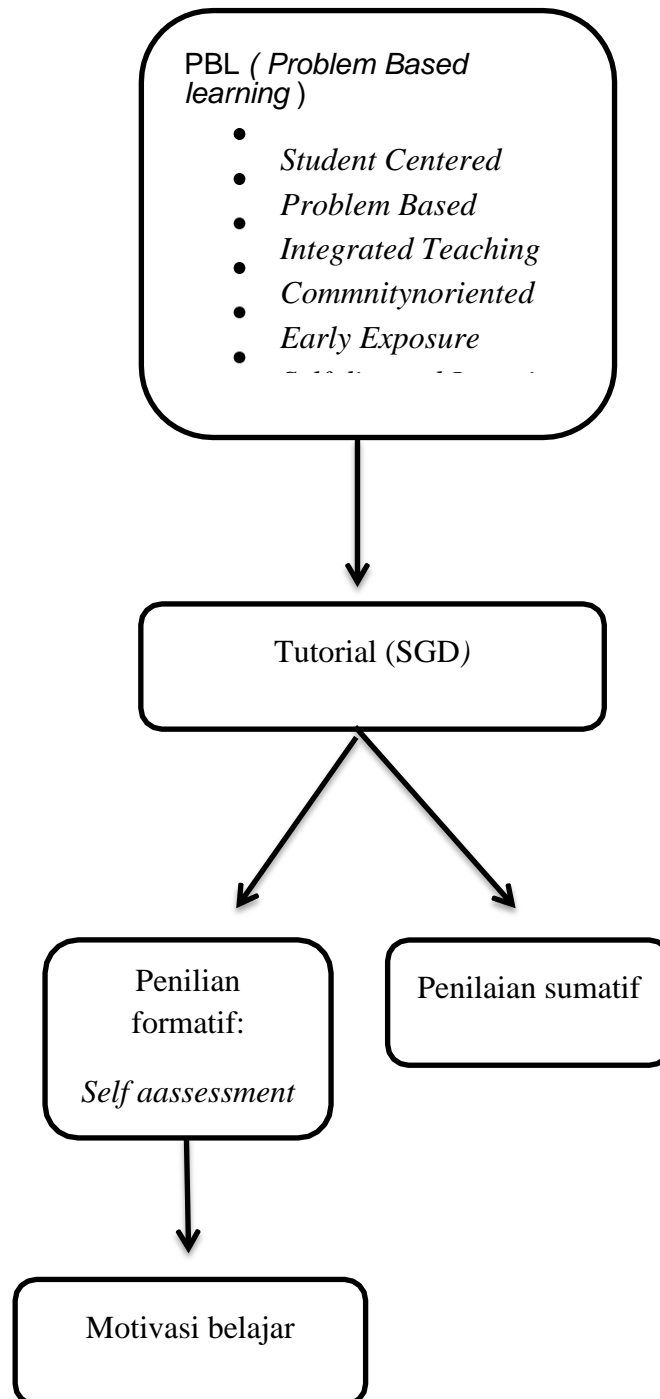 PBL ( Problem Based
learning )
Student Centered
Problem Based
Integrated Teaching
Commnitynoriented
Early Exposure
Tutorial (SGD)
Penilian
formatif:
Self aassessment
Penilaian sumatif
Motivasi belajar